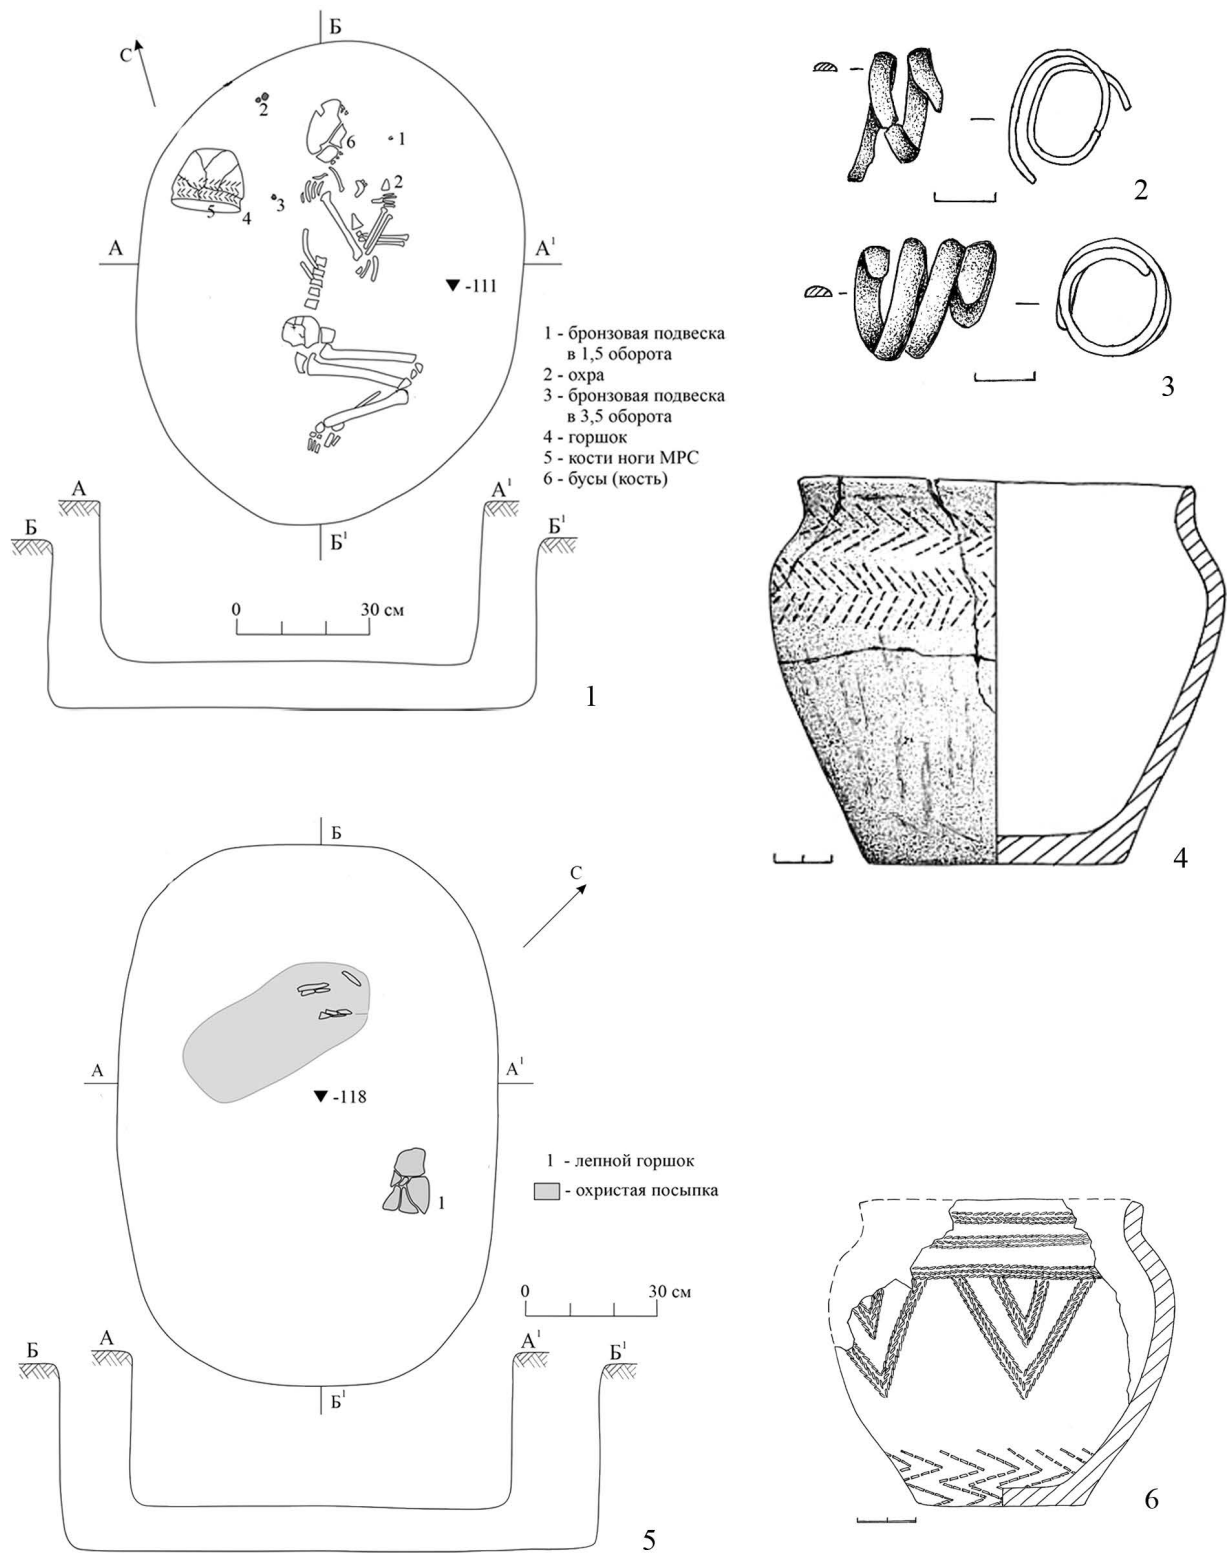 Б
С
2
6
1
2
3
5
4
А
А¹
▼ -111
1 - бронзовая подвеска
в 1,5 оборота
2 - охра
3 - бронзовая подвеска
в 3,5 оборота
4 - горшок
5 - кости ноги МРС
6 - бусы (кость)
А
А¹
Б
Б¹
Б¹
0 30 см
1
2
3
4
Б
С
А
А¹
▼ -118
1
1 - лепной горшок
- охристая посыпка
0 30 см
Б
А
А¹
Б¹
Б¹
5
6